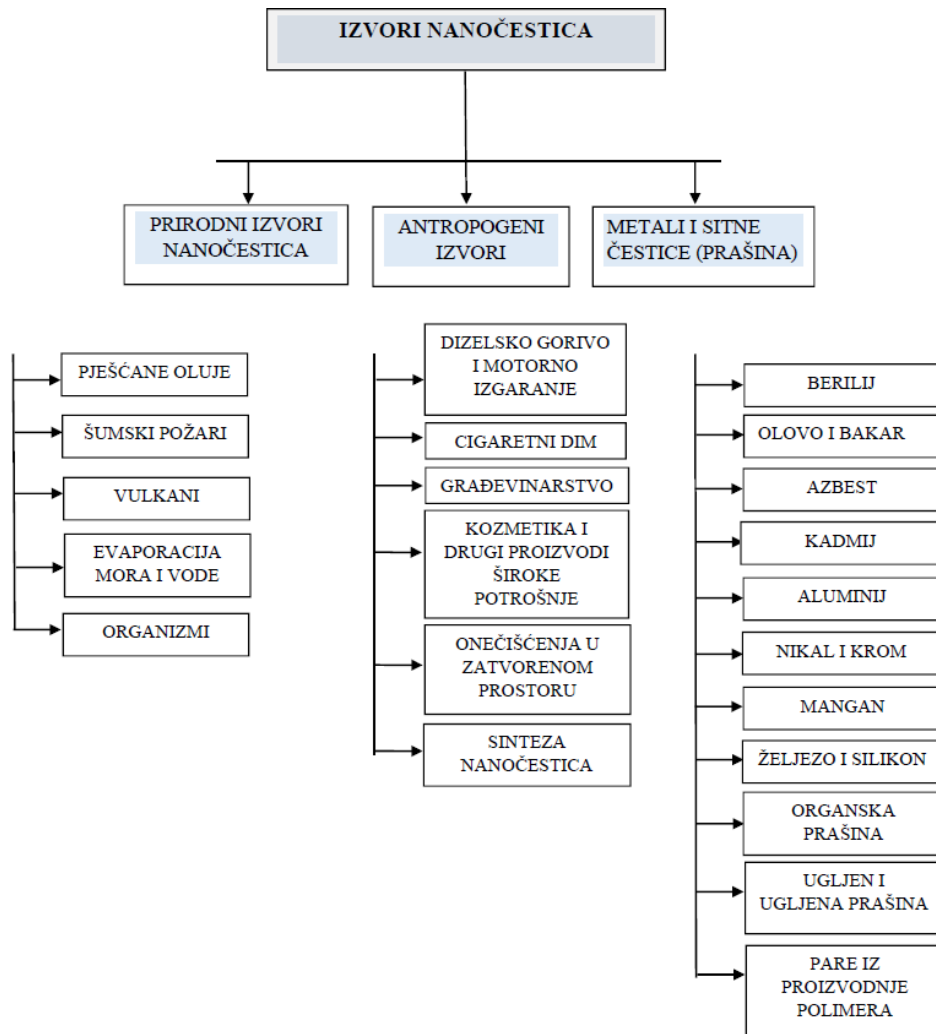 IZVORI NANOČESTICA
PRIRODNI IZVORI
NANOČESTICA
ANTROPOGENI
IZVORI
METALI I SITNE
ČESTICE (PRAŠINA)
PJEŠĆANE OLUJE
ŠUMSKI POŽARI
VULKANI
EVAPORACIJA
MORA I VODE
ORGANIZMI
DIZELSKO GORIVO
I MOTORNO
IZGARANJE
CIGARETNI DIM
GRAĐEVINARSTVO
KOZMETIKA I
DRUGI PROIZVODI
ŠIROKE
POTROŠNJE
ONEČIŠĆENJA U
ZATVORENOM
PROSTORU
SINTEZA
NANOČESTICA
BERILIJ
OLOVO I BAKAR
AZBEST
KADMIJ
ALUMINIJ
NIKAL I KROM
MANGAN
ŽELJEZO I SILIKON
ORGANSKA
PRAŠINA
UGLJEN I
UGLJENA PRAŠINA
PARE IZ
PROIZVODNJE
POLIMERA